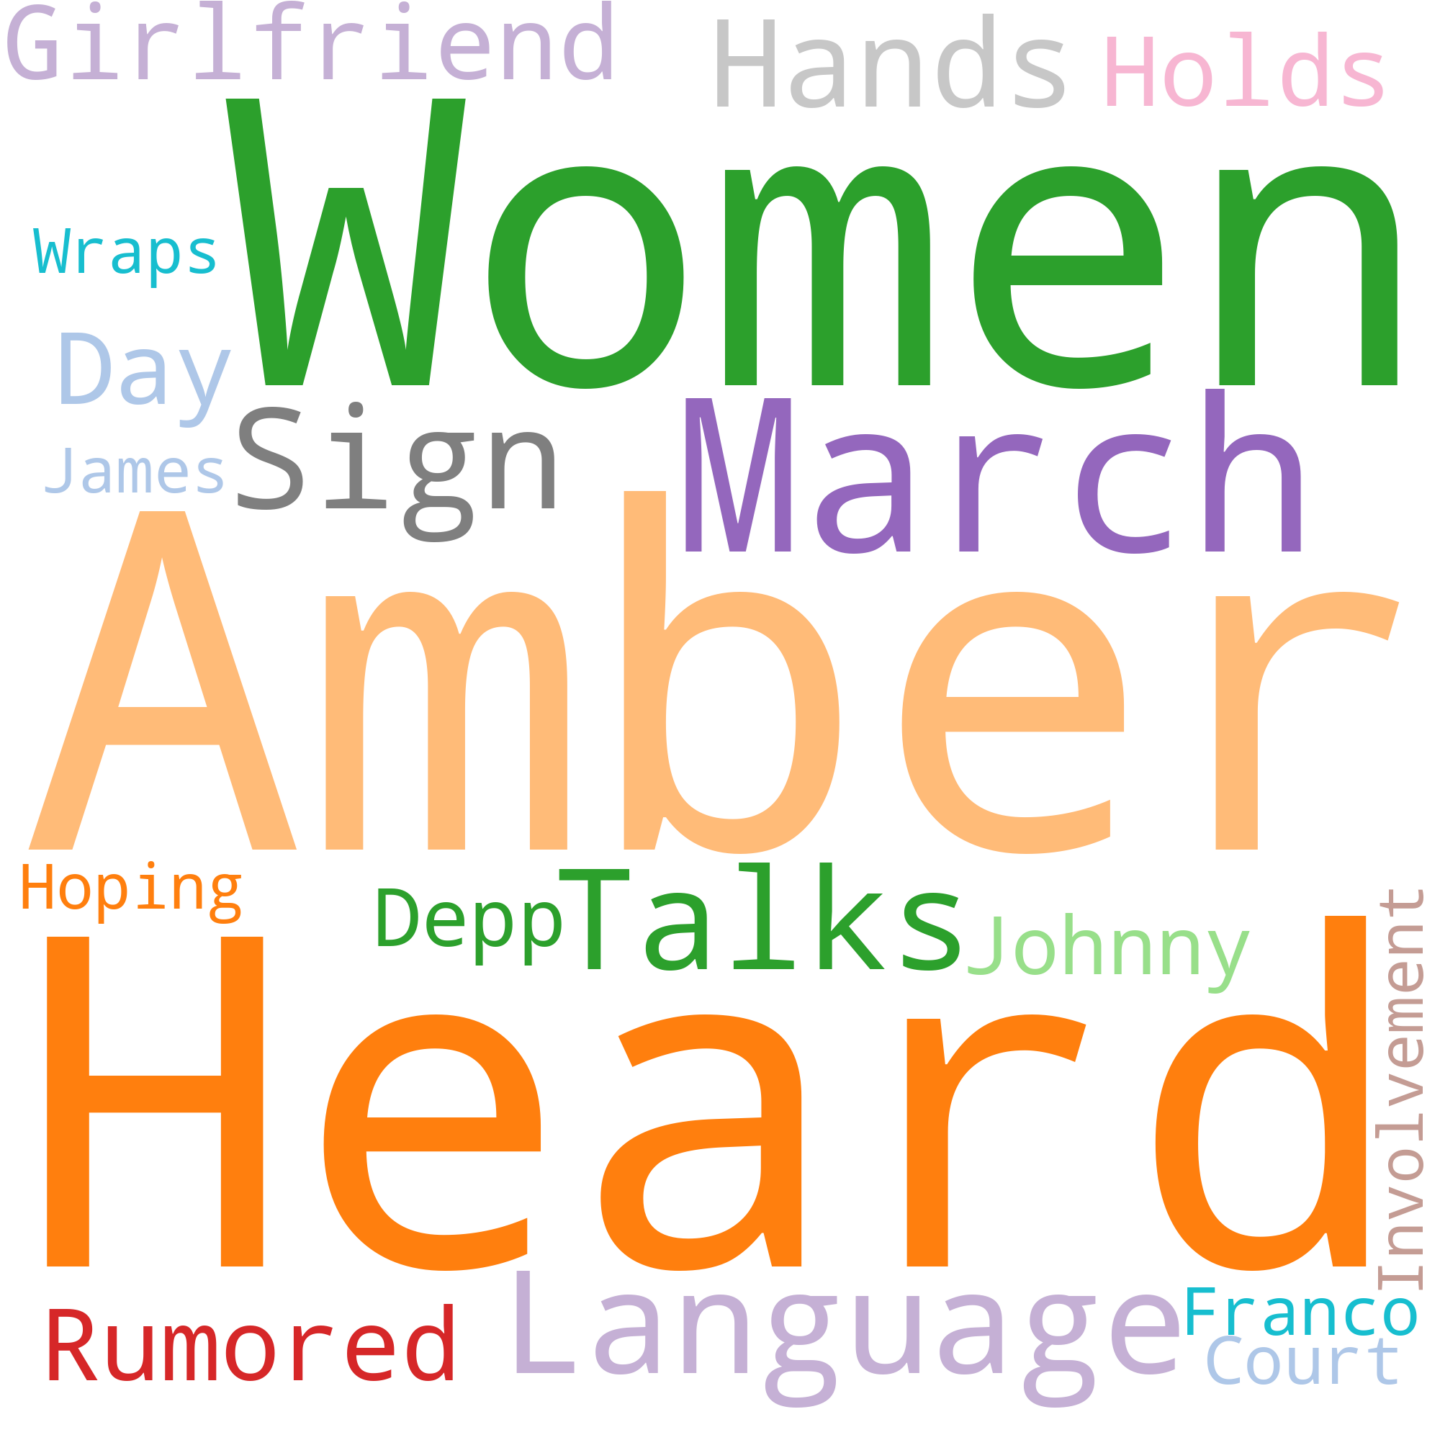 Girlfriend Hands Holds
Women
Wraps
Day
Sign March
James
Amber
Hoping
Depp Talks Johnny
Involvement
Heard
Rumored Language Franco
Court